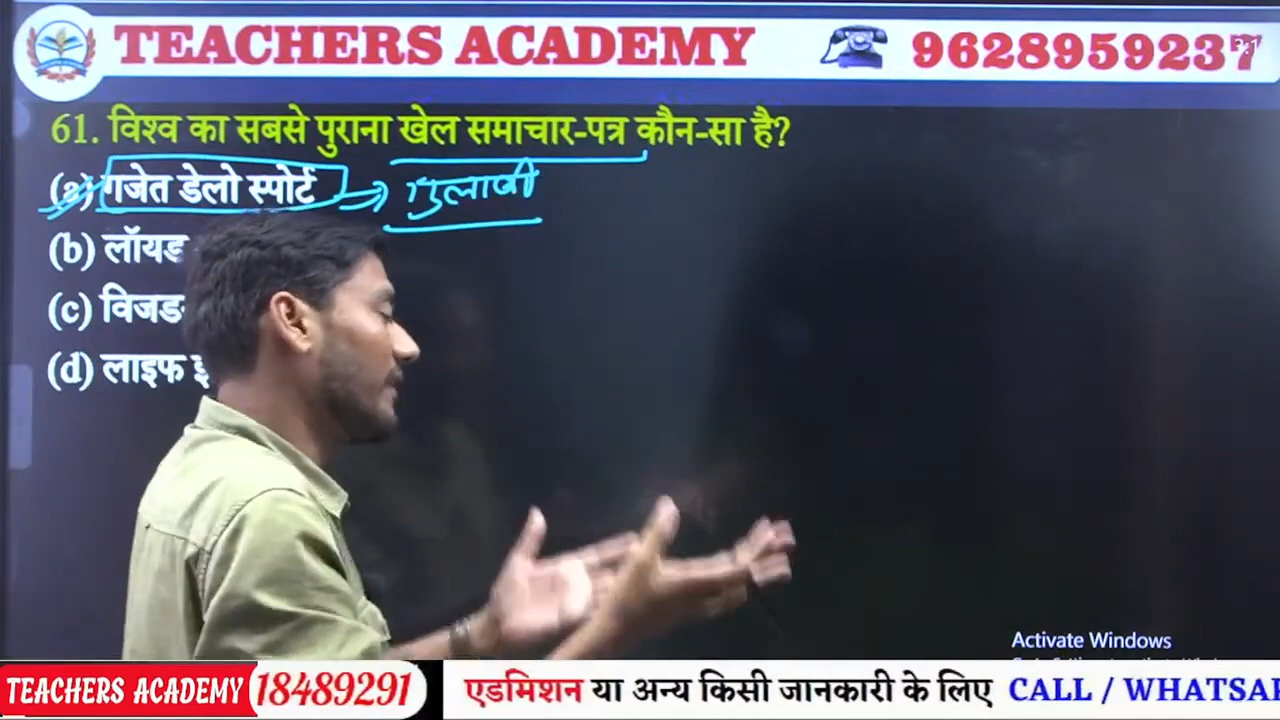 TEACHERS ACADEMY 9628959237
61. विश्व का सबसे पुराना खेल समाचार-पत्र कौन-सा है?
(a) गजेत डेलो स्पोर्ट → गुलाबी
(b) लॉयड
(c) विजड
(d) लाइफ
Activate Windows
TEACHERS ACADEMY 18489291 एडमिशन या अन्य किसी जानकारी के लिए CALL / WHATSAP